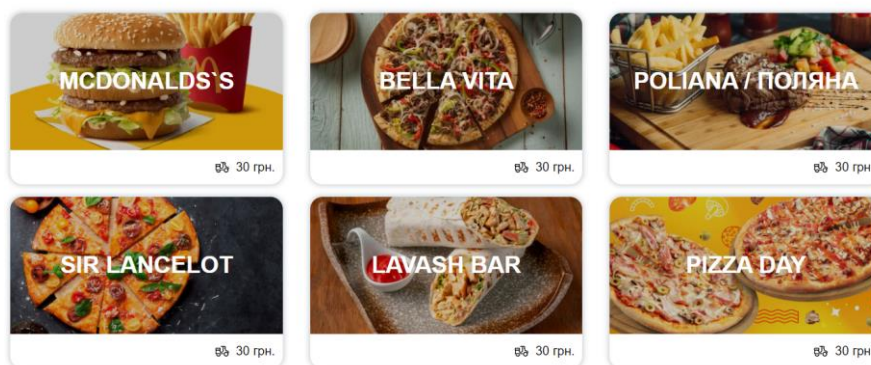 MCDONALDS`S
BELLA VITA
POLIANA / ПОЛЯНА
30 грн.
30 грн.
30 грн
SIR LANCELOT
LAVASH BAR
PIZZA DAY
30 грн.
30 грн.
30 грн